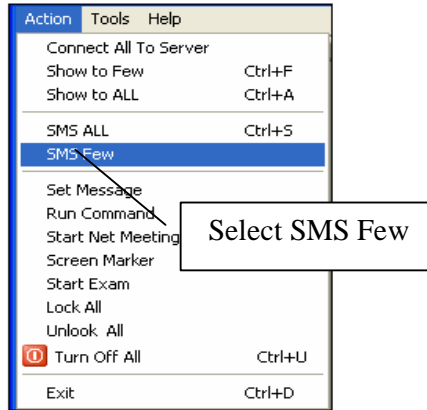 Action Tools Help
Connect All To Server
Show to Few Ctrl+F
Show to ALL Ctrl+A
SMS ALL Ctrl+S
SMS Few
Set Message
Run Command
Start Net Meeting
Select SMS Few
Screen Marker
Start Exam
Lock All
Unlook All
Turn Off All Ctrl+U
Exit Ctrl+D